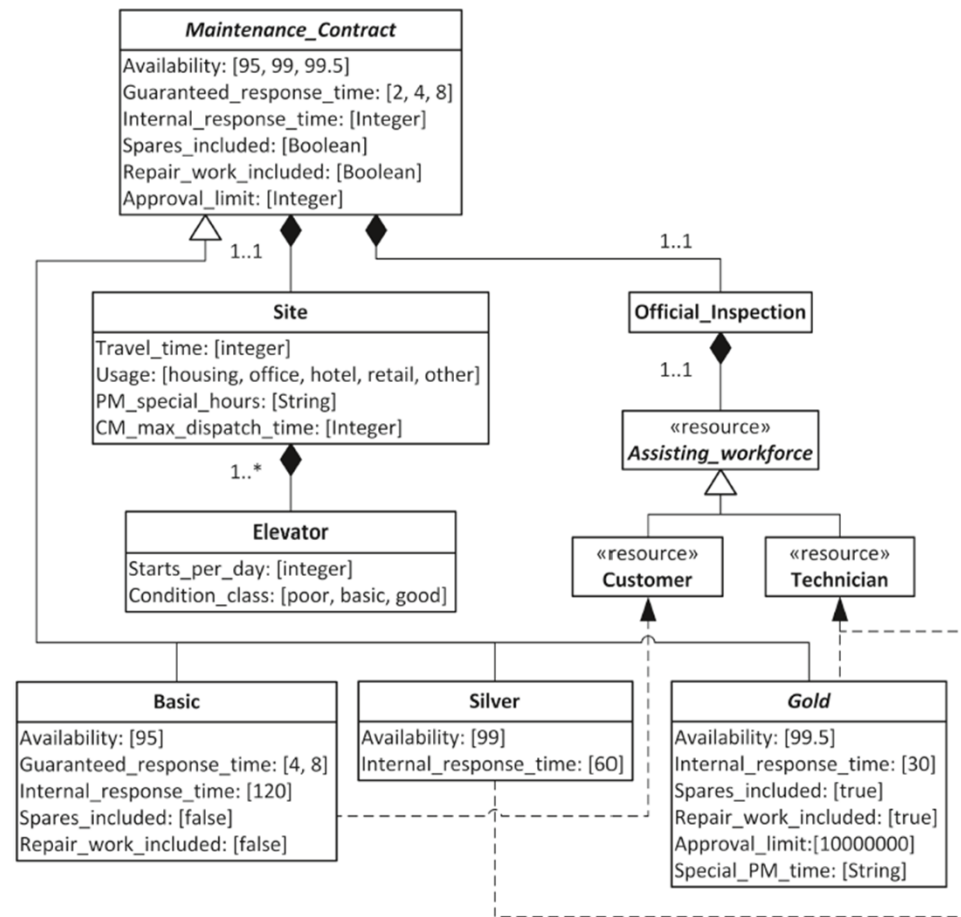 Maintenance_Contract
Availability: [95, 99, 99.5]
Guaranteed_response_time: [2, 4, 8]
Internal_response_time: [Integer]
Spares_included: [Boolean]
Repair_work_included: [Boolean]
Approval_limit: [Integer]
1..1
1..1
Site
Travel_time: [integer]
Usage: [housing, office, hotel, retail, other]
PM_special_hours: [String]
CM_max_dispatch_time: [Integer]
Official_Inspection
1..1
«resource»
Assisting_workforce
1..*
Elevator
Starts_per_day: [integer]
Condition_class: [poor, basic, good]
«resource»
Customer
«resource»
Technician
Basic
Availability: [95]
Guaranteed_response_time: [4, 8]
Internal_response_time: [120]
Spares_included: [false]
Repair_work_included: [false]
Silver
Availability: [99]
Internal_response_time: [60]
Gold
Availability: [99.5]
Internal_response_time: [30]
Spares_included: [true]
Repair_work_included: [true]
Approval_limit:[10000000]
Special_PM_time: [String]